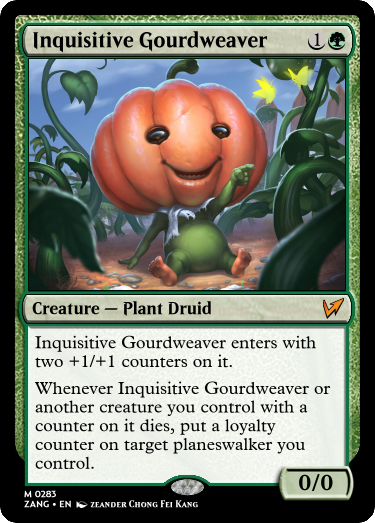 Inquisitive Gourdweaver 1
Creature — Plant Druid
Inquisitive Gourdweaver enters with
two +1/+1 counters on it.
Whenever Inquisitive Gourdweaver or
another creature you control with a
counter on it dies, put a loyalty
counter on target planeswalker you
control.
0/0
M 0283
ZANG • EN zeander Chong Fei Kang